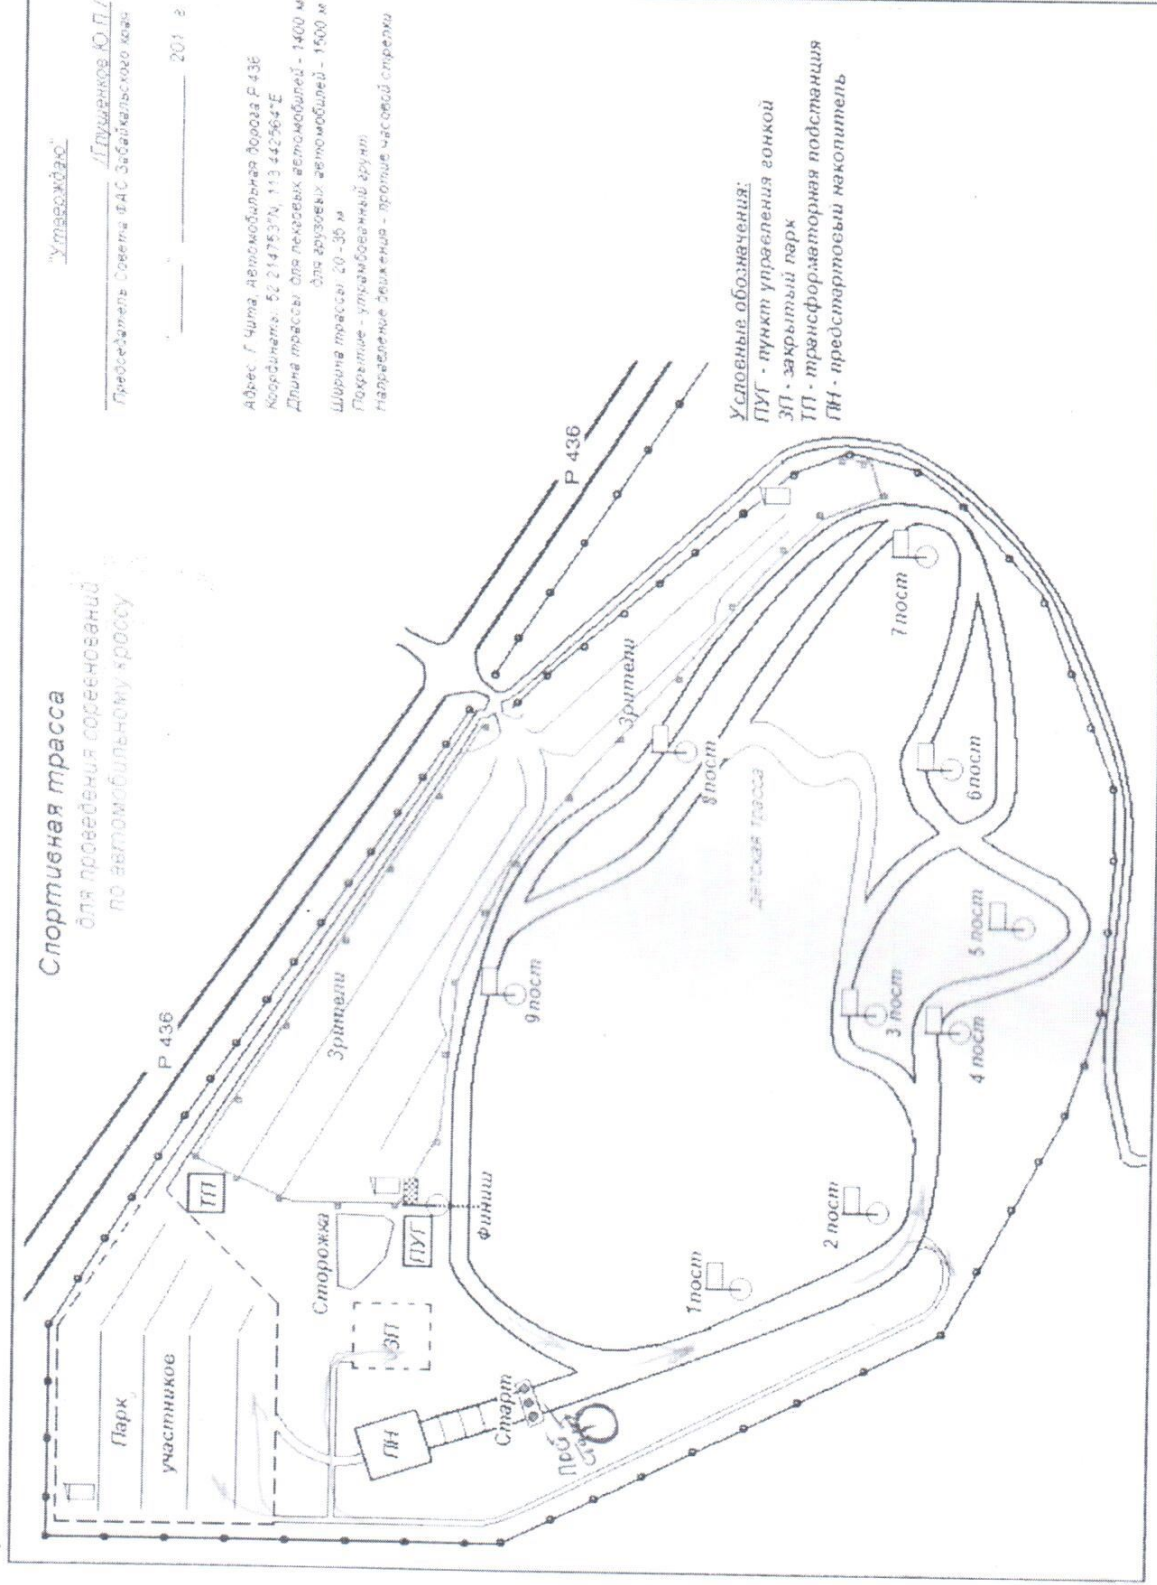 "Утверждаю"
/Глущенков Ю.П./
Председатель Совета ФАС Забайкальского края
201 г
Спортивная трасса
для проведения соревнований
по автомобильному кроссу
Адрес: Г Чита, Автомобильная дорога Р 436
Координаты: 52 214753°N, 113 442564°E
Длина трассы: для легковых автомобилей - 1400 м
для грузовых автомобилей - 1500 м
Ширина трассы: 20 -35 м
Покрытие - утрамбованный грунт
Направление движения - против часовой стрелки
Р 436
Р 436
Условные обозначения:
ПУГ - пункт управления гонкой
ЗП - закрытый парк
ТП - трансформаторная подстанция
ПН - предстартовый накопитель
Парк
участников
ТП
Зрители
Зрители
Сторожка
ПУГ
ЗП
ПН
Финиш
Старт
1 пост
2 пост
3 пост
4 пост
5 пост
6 пост
7 пост
8 пост
9 пост
детская трасса